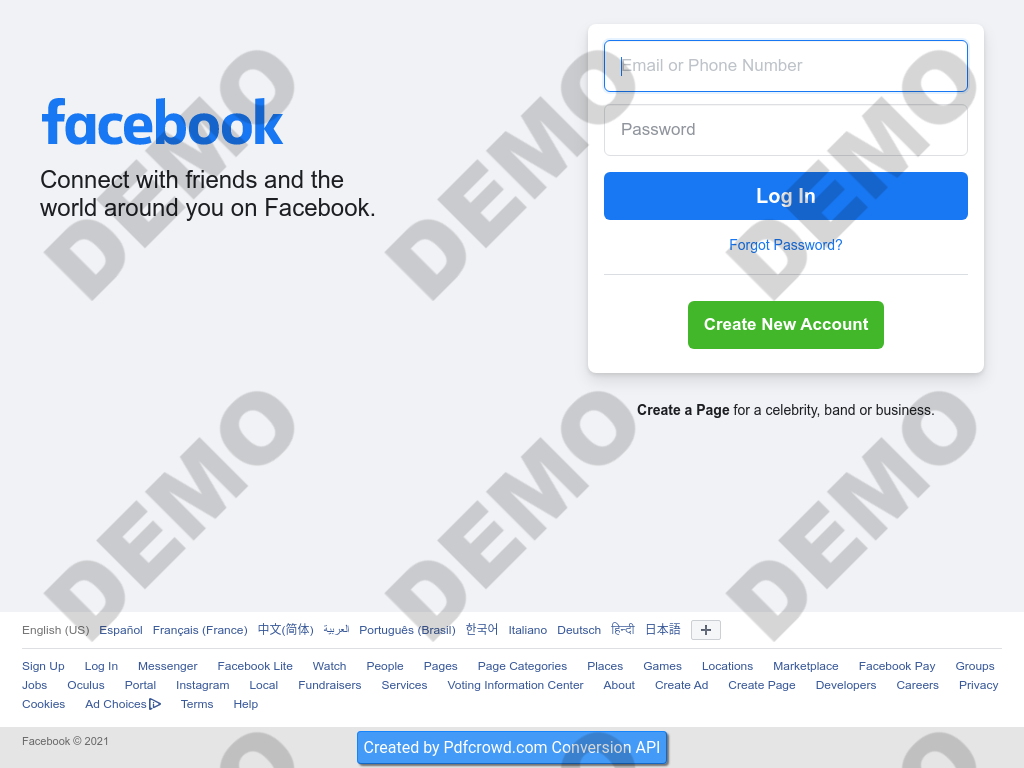 facebook
Connect with friends and the
world around you on Facebook.
Email or Phone Number
Password
Log In
Forgot Password?
Create New Account
Create a Page for a celebrity, band or business.
English (US) Español Français (France) 中文(简体) العربية Português (Brasil) 한국어 Italiano Deutsch हिन्दी 日本語
Sign Up Log In Messenger Facebook Lite Watch People Pages Page Categories Places Games Locations Marketplace Facebook Pay Groups
Jobs Oculus Portal Instagram Local Fundraisers Services Voting Information Center About Create Ad Create Page Developers Careers Privacy
Cookies Ad Choices Terms Help
Facebook © 2021
Created by Pdfcrowd.com Conversion API
DEMO
DEMO
DEMO
DEMO
DEMO
DEMO